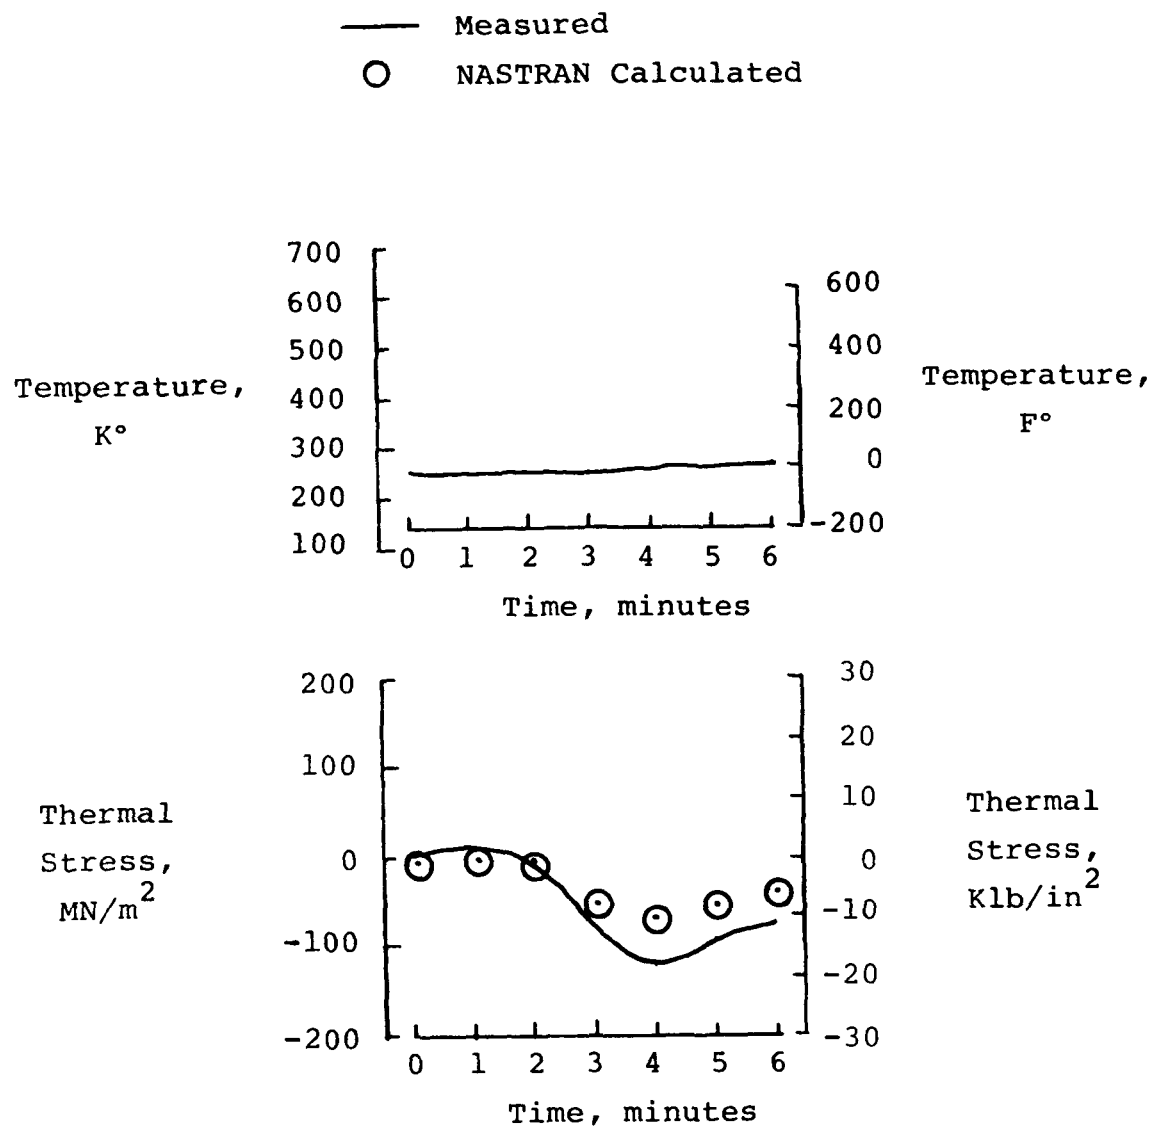 Measured
NASTRAN Calculated
700
600
500
400
300
200
100
Temperature,
K°
600
400
200
0
-200
Temperature,
F°
0 1 2 3 4 5 6
Time, minutes
200
100
0
-100
-200
Thermal
Stress,
MN/m²
30
20
10
0
-10
-20
-30
Thermal
Stress,
Klb/in²
0 1 2 3 4 5 6
Time, minutes